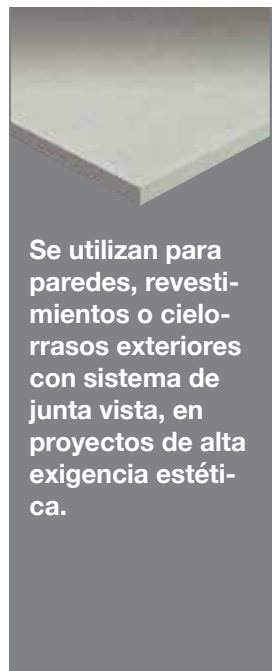 Se utilizan para
paredes, revesti-
mientos o cielo-
rrasos exteriores
con sistema de
junta vista, en
proyectos de alta
exigencia estéti-
ca.